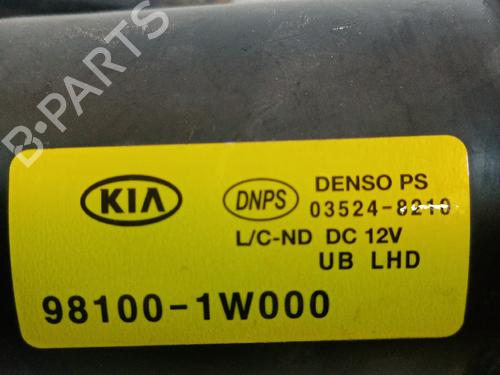 B-PARTS
KIA DNPS DENSO PS
03524-8210
L/C-ND DC 12V
UB LHD
98100-1W000